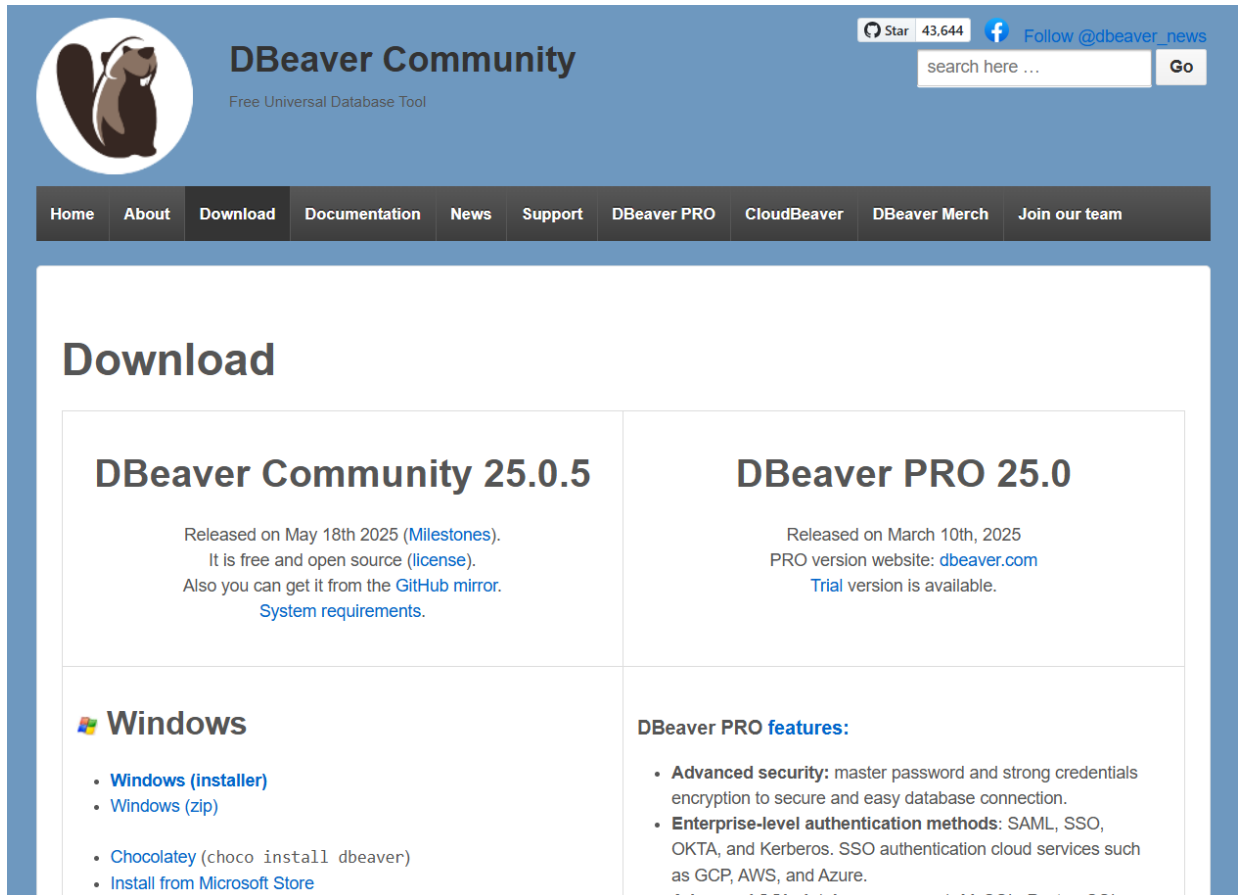 DBeaver Community
Free Universal Database Tool
Star 43,644
Follow @dbeaver_news
search here …
Go
Home About Download Documentation News Support DBeaver PRO CloudBeaver DBeaver Merch Join our team
Download
DBeaver Community 25.0.5
Released on May 18th 2025 (Milestones).
It is free and open source (license).
Also you can get it from the GitHub mirror.
System requirements.
DBeaver PRO 25.0
Released on March 10th, 2025
PRO version website: dbeaver.com
Trial version is available.
Windows
Windows (installer)
Windows (zip)
Chocolatey (choco install dbeaver)
Install from Microsoft Store
DBeaver PRO features:
Advanced security: master password and strong credentials
encryption to secure and easy database connection.
Enterprise-level authentication methods: SAML, SSO,
OKTA, and Kerberos. SSO authentication cloud services such
as GCP, AWS, and Azure.